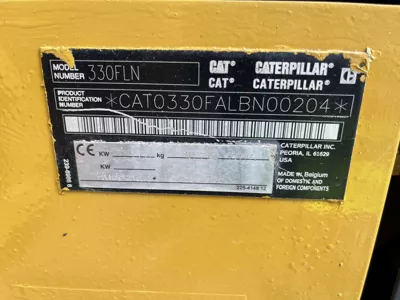 MODEL NUMBER 330FLN CAT® CATERPILLAR®
CAT® CATERPILLAR®
PRODUCT IDENTIFICATION NUMBER *CAT0330FALBN00204*
CE KW kg
KW
CATERPILLAR INC.
PEORIA, IL 61629
USA
MADE IN Belgium
OF DOMESTIC AND
FOREIGN COMPONENTS